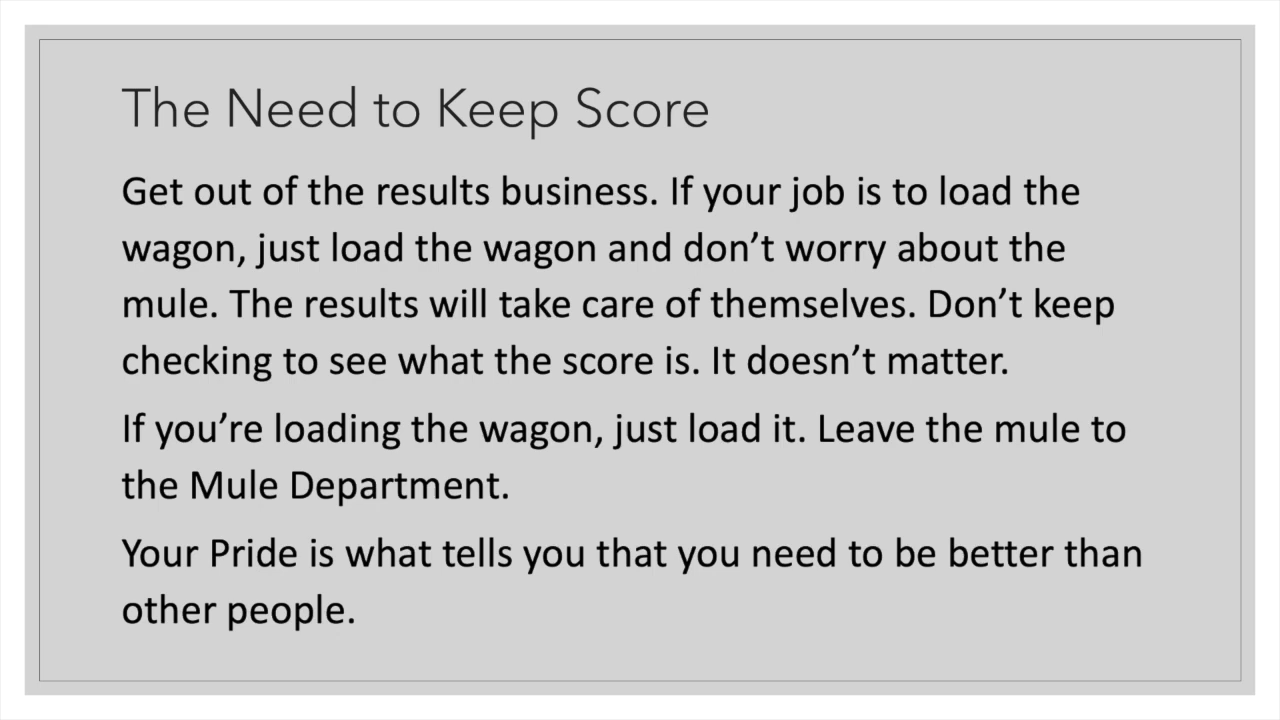 The Need to Keep Score
Get out of the results business. If your job is to load the
wagon, just load the wagon and don’t worry about the
mule. The results will take care of themselves. Don’t keep
checking to see what the score is. It doesn’t matter.
If you’re loading the wagon, just load it. Leave the mule to
the Mule Department.
Your Pride is what tells you that you need to be better than
other people.